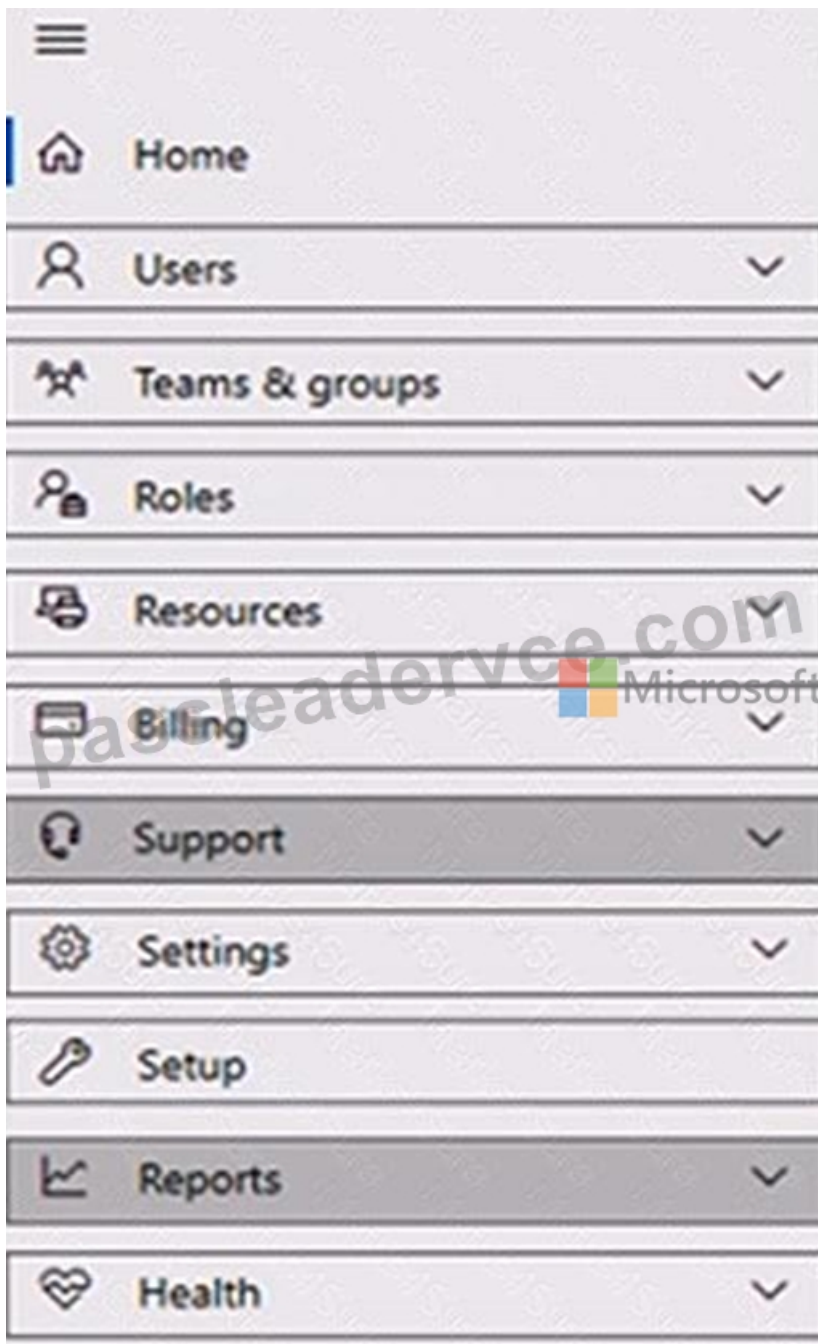 Home
Users
Teams & groups
Roles
Resources
passleadervce.com
Microsoft
Billing
Support
Settings
Setup
Reports
Health